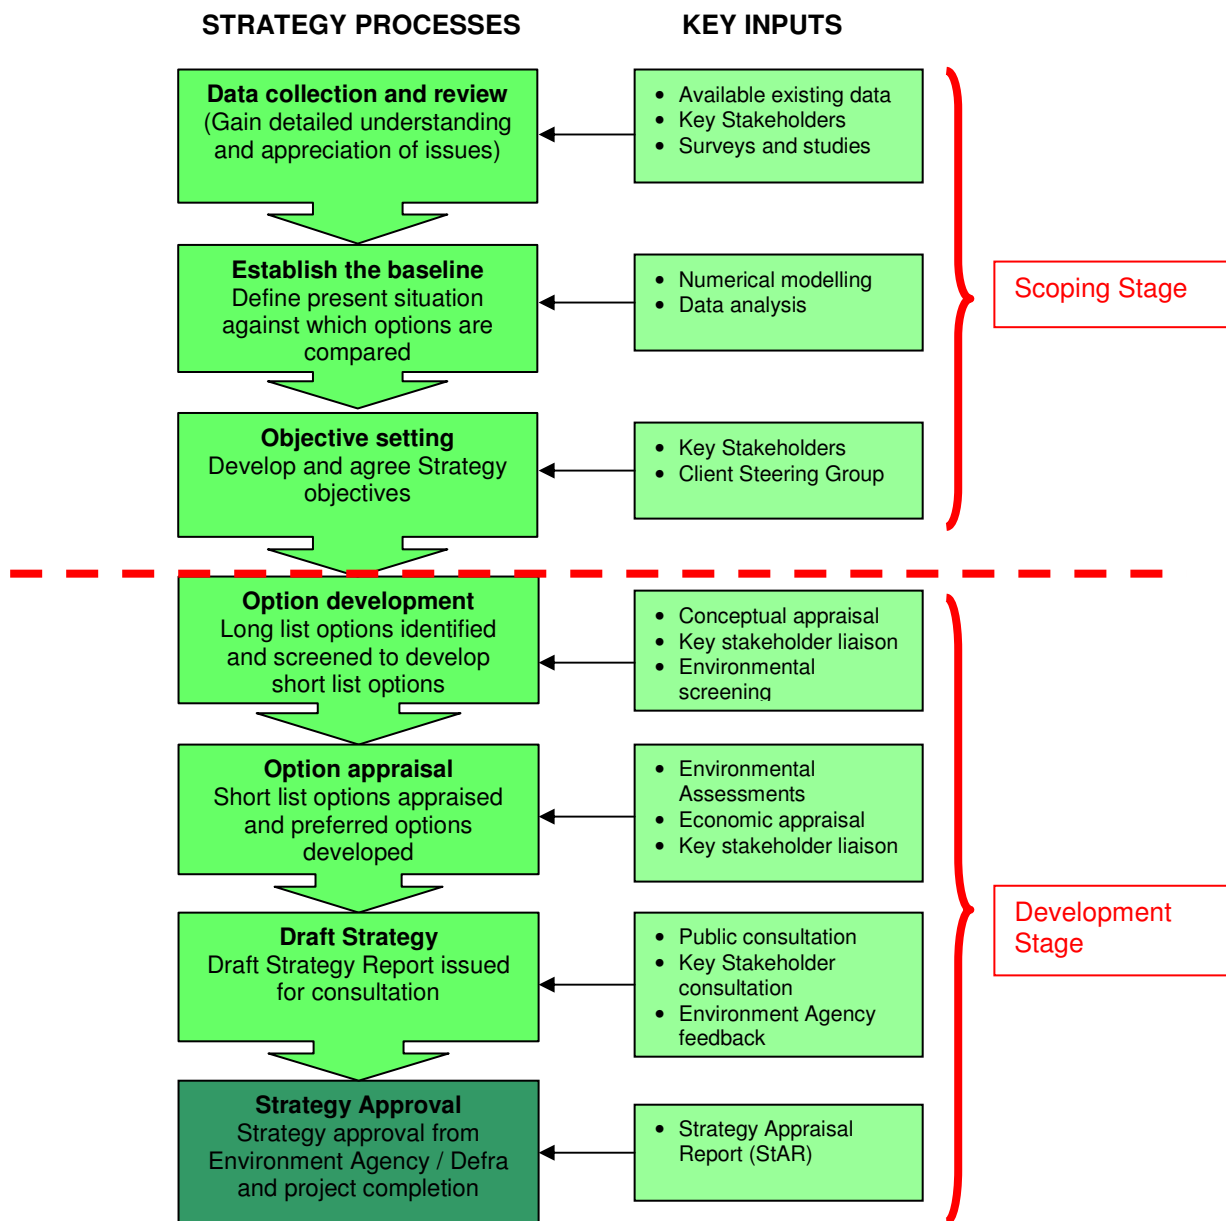 STRATEGY PROCESSES
KEY INPUTS
Data collection and review
(Gain detailed understanding
and appreciation of issues)
• Available existing data
• Key Stakeholders
• Surveys and studies
Establish the baseline
Define present situation
against which options are
compared
• Numerical modelling
• Data analysis
Scoping Stage
Objective setting
Develop and agree Strategy
objectives
• Key Stakeholders
• Client Steering Group
Option development
Long list options identified
and screened to develop
short list options
• Conceptual appraisal
• Key stakeholder liaison
• Environmental
screening
Option appraisal
Short list options appraised
and preferred options
developed
• Environmental
Assessments
• Economic appraisal
• Key stakeholder liaison
Development
Stage
Draft Strategy
Draft Strategy Report issued
for consultation
• Public consultation
• Key Stakeholder
consultation
• Environment Agency
feedback
Strategy Approval
Strategy approval from
Environment Agency / Defra
and project completion
• Strategy Appraisal
Report (StAR)